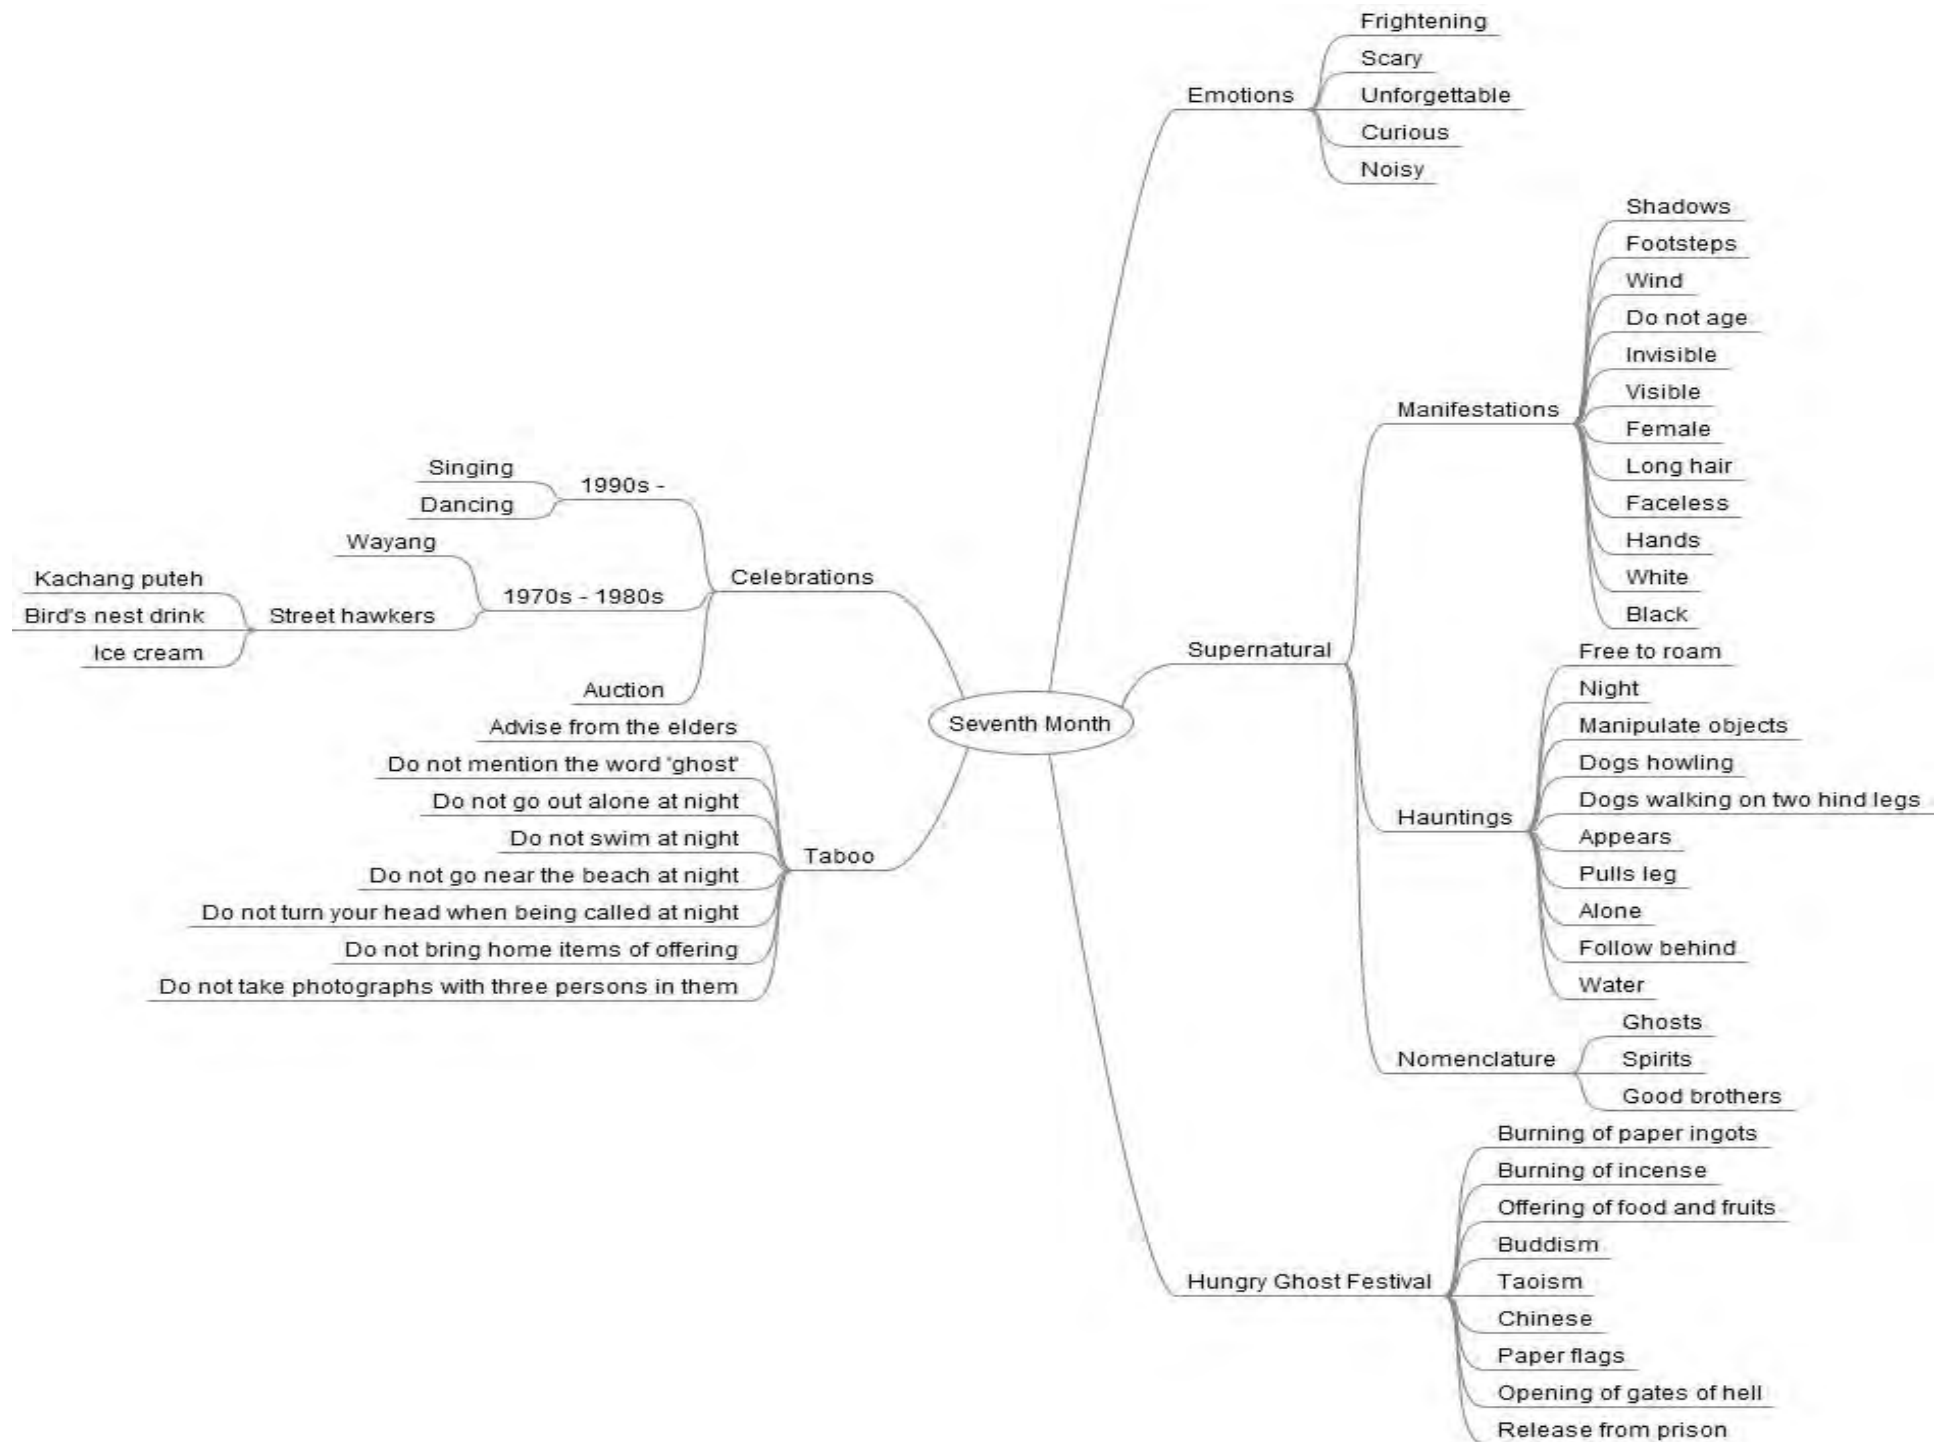 Seventh Month
Emotions
Frightening
Scary
Unforgettable
Curious
Noisy
Supernatural
Manifestations
Shadows
Footsteps
Wind
Do not age
Invisible
Visible
Female
Long hair
Faceless
Hands
White
Black
Hauntings
Free to roam
Night
Manipulate objects
Dogs howling
Dogs walking on two hind legs
Appears
Pulls leg
Alone
Follow behind
Water
Nomenclature
Ghosts
Spirits
Good brothers
Hungry Ghost Festival
Burning of paper ingots
Burning of incense
Offering of food and fruits
Buddism
Taoism
Chinese
Paper flags
Opening of gates of hell
Release from prison
Celebrations
1990s -
Singing
Dancing
1970s - 1980s
Wayang
Street hawkers
Kachang puteh
Bird's nest drink
Ice cream
Auction
Taboo
Advise from the elders
Do not mention the word 'ghost'
Do not go out alone at night
Do not swim at night
Do not go near the beach at night
Do not turn your head when being called at night
Do not bring home items of offering
Do not take photographs with three persons in them